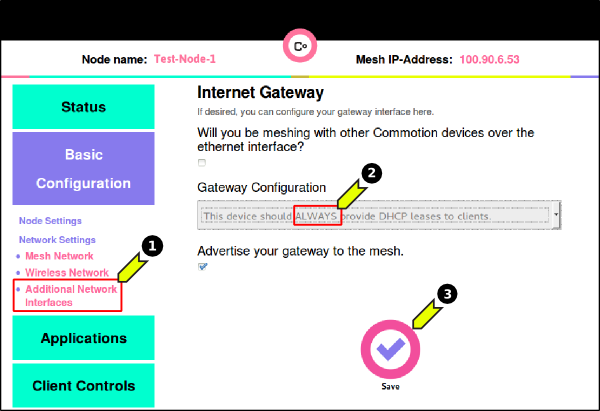 Co
Node name: Test-Node-1
Mesh IP-Address: 100.90.6.53
Status
Basic
Configuration
Node Settings
Network Settings
Mesh Network
Wireless Network
Additional Network
Interfaces
Applications
Client Controls
Internet Gateway
If desired, you can configure your gateway interface here.
Will you be meshing with other Commotion devices over the
ethernet interface?
Gateway Configuration
This device should ALWAYS provide DHCP leases to clients.
Advertise your gateway to the mesh.
Save
1
2
3